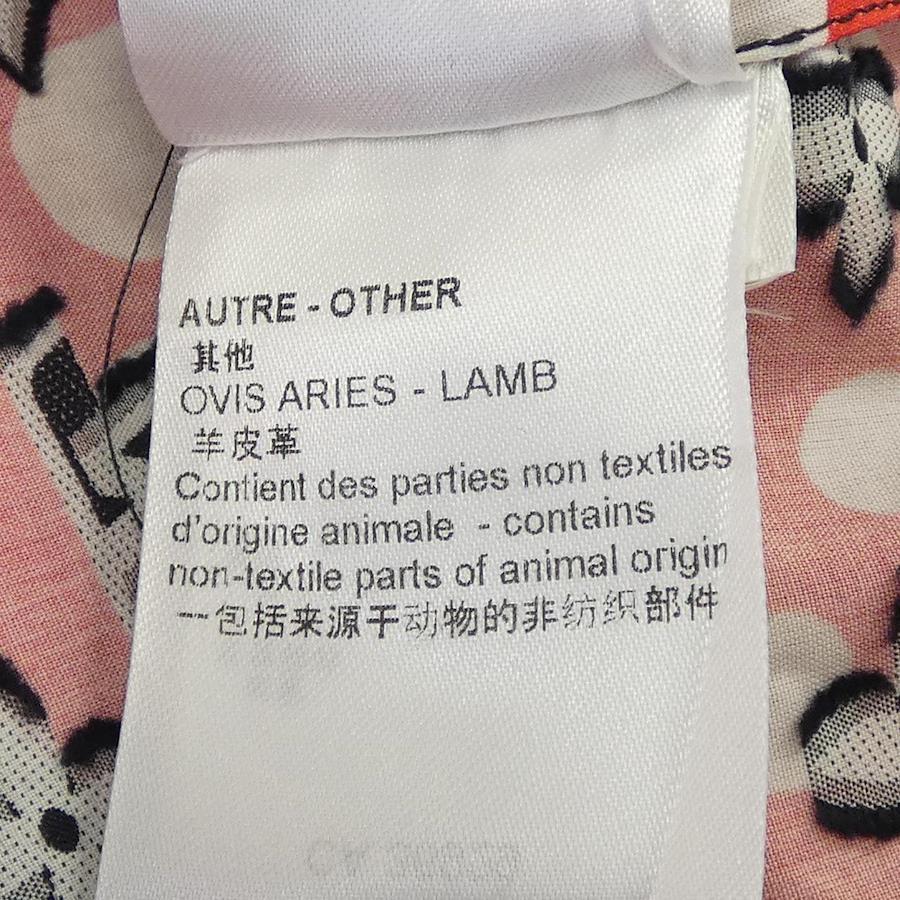 AUTRE - OTHER
其他
OVIS ARIES - LAMB
羊皮革
Contient des parties non textiles
d'origine animale - contains
non-textile parts of animal origin
一包括来源于动物的非纺织部件